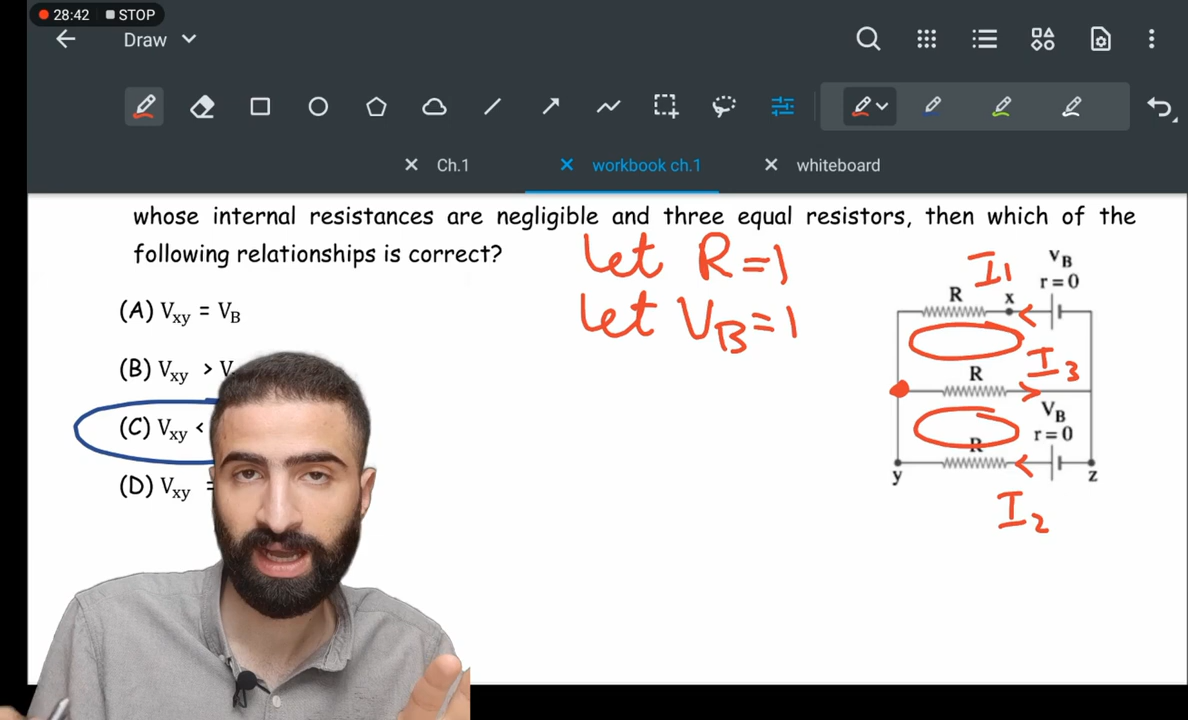 28:42 STOP
Draw
Ch.1
workbook ch.1
whiteboard
whose internal resistances are negligible and three equal resistors, then which of the
following relationships is correct?
Let R=1
Let VB=1
(A) Vxy = VB
(B) Vxy > V
(C) Vxy <
(D) Vxy =
I1
VB
r=0
R
x
I3
R
VB
r=0
R
y
z
I2